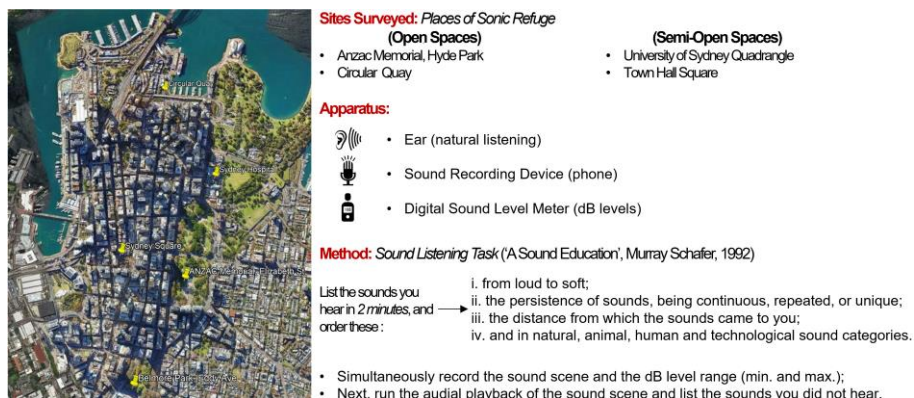 Sites Surveyed: Places of Sonic Refuge
(Open Spaces)
• Anzac Memorial, Hyde Park
• Circular Quay
(Semi-Open Spaces)
• University of Sydney Quadrangle
• Town Hall Square
Apparatus:
• Ear (natural listening)
• Sound Recording Device (phone)
• Digital Sound Level Meter (dB levels)
Method: Sound Listening Task ('A Sound Education', Murray Schafer, 1992)
List the sounds you
hear in 2 minutes, and
order these :
i. from loud to soft;
ii. the persistence of sounds, being continuous, repeated, or unique;
iii. the distance from which the sounds came to you;
iv. and in natural, animal, human and technological sound categories.
• Simultaneously record the sound scene and the dB level range (min. and max.);
• Next, run the audial playback of the sound scene and list the sounds you did not hear.
Circular Quay
Sydney Hospital
Sydney Square
ANZAC Memorial, Elizabeth St
Belmore Park, Eddy Ave